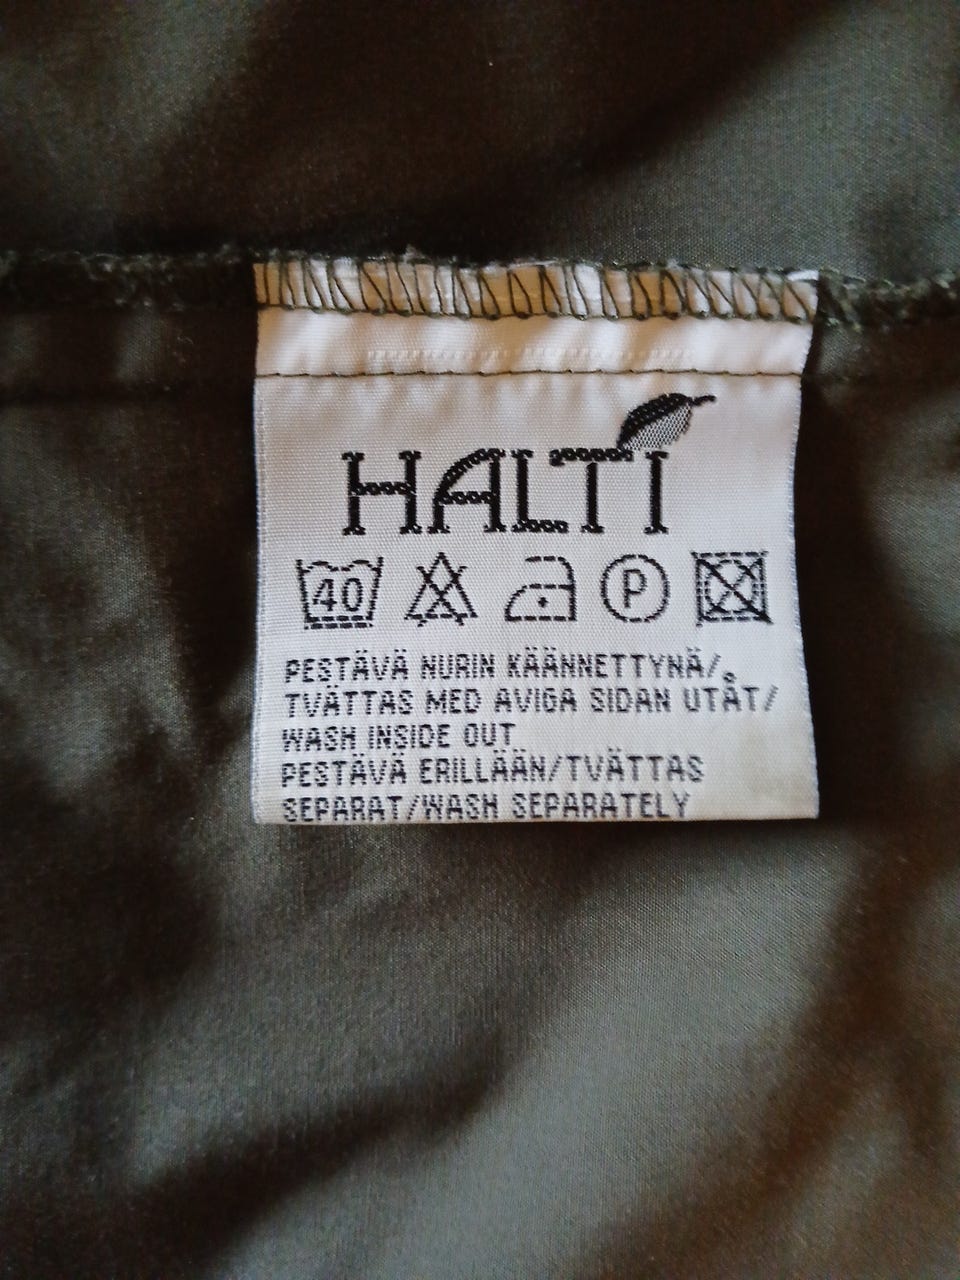 HALTI
40 P
PESTÄVÄ NURIN KÄÄNNETTYNÄ/
TVÄTTAS MED AVIGA SIDAN UTÅT/
WASH INSIDE OUT
PESTÄVÄ ERILLÄÄN/TVÄTTAS
SEPARAT/WASH SEPARATELY